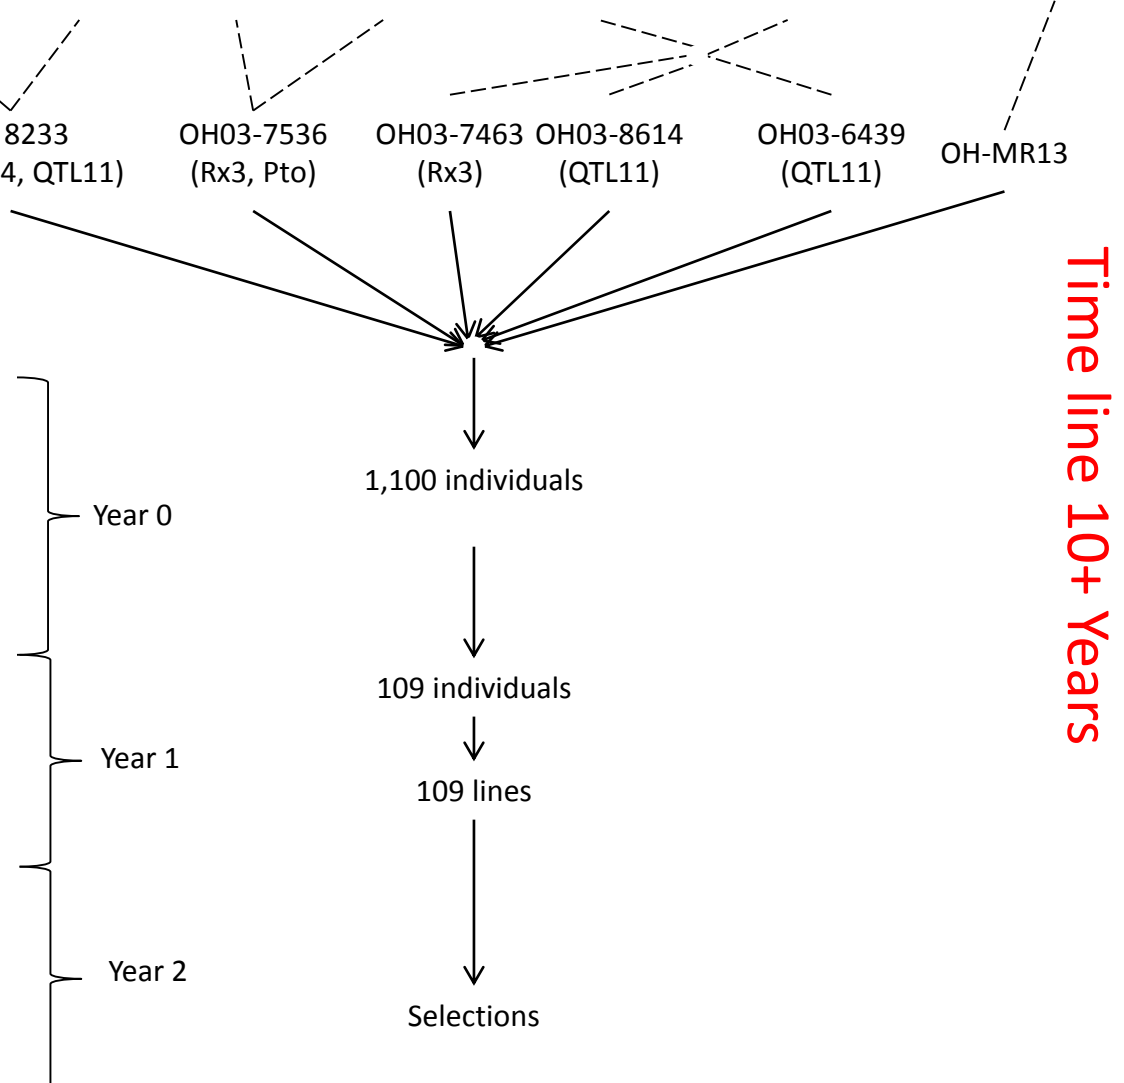 8233
4, QTL11)
OH03-7536
(Rx3, Pto)
OH03-7463
(Rx3)
OH03-8614
(QTL11)
OH03-6439
(QTL11)
OH-MR13
Time line 10+ Years
1,100 individuals
Year 0
109 individuals
Year 1
109 lines
Year 2
Selections